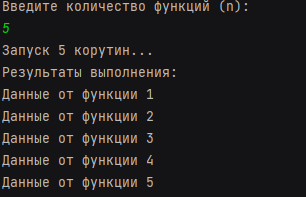 Введите количество функций (n):
5
Запуск 5 корутин...
Результаты выполнения:
Данные от функции 1
Данные от функции 2
Данные от функции 3
Данные от функции 4
Данные от функции 5